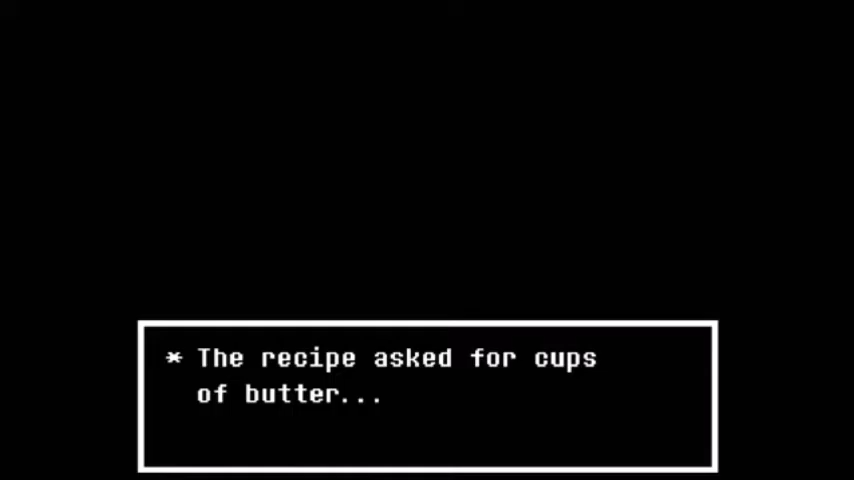 * The recipe asked for cups
of butter...